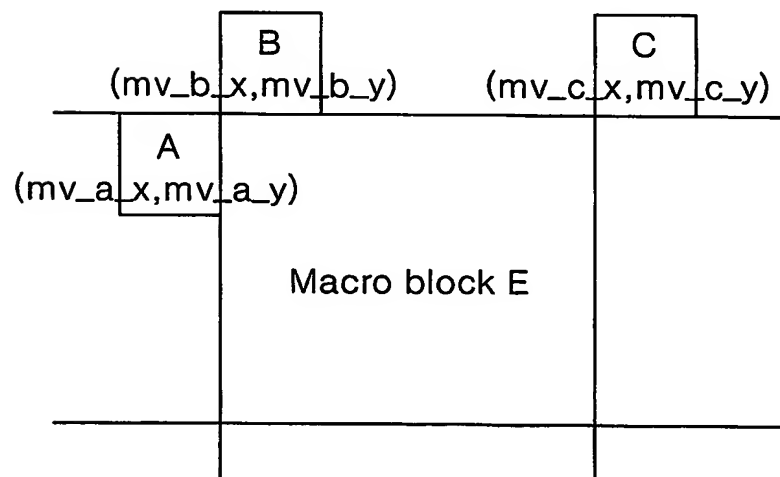 B
C
(mv_b_x,mv_b_y)
(mv_c_x,mv_c_y)
A
(mv_a_x,mv_a_y)
Macro block E